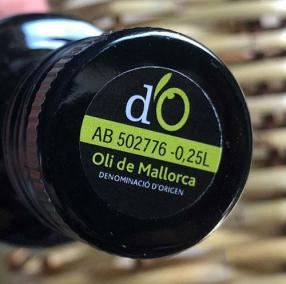 dO
AB 502776 -0,25L
Oli de Mallorca
DENOMINACIÓ D'ORIGEN